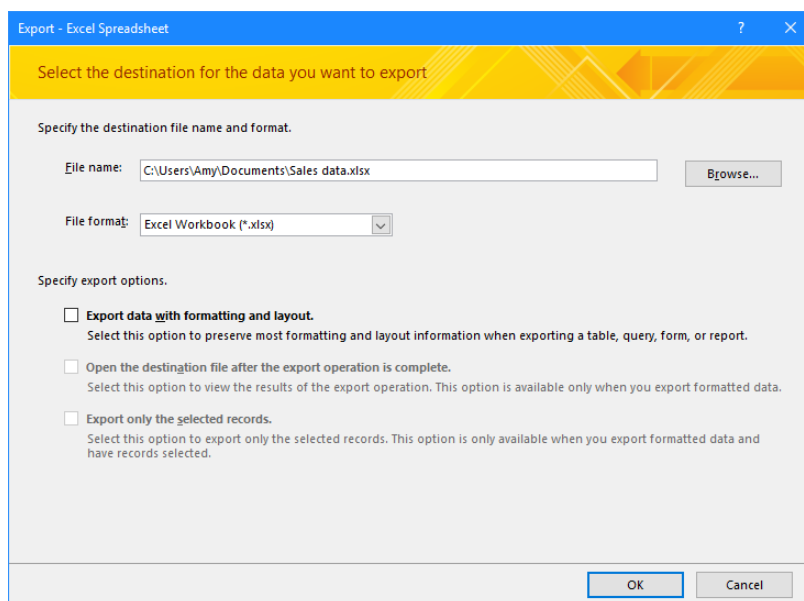 Export - Excel Spreadsheet ?
Select the destination for the data you want to export
Specify the destination file name and format.
File name: C:\Users\Amy\Documents\Sales data.xlsx Browse...
File format: Excel Workbook (*.xlsx)
Specify export options.
Export data with formatting and layout.
Select this option to preserve most formatting and layout information when exporting a table, query, form, or report.
Open the destination file after the export operation is complete.
Select this option to view the results of the export operation. This option is available only when you export formatted data.
Export only the selected records.
Select this option to export only the selected records. This option is only available when you export formatted data and
have records selected.
OK Cancel